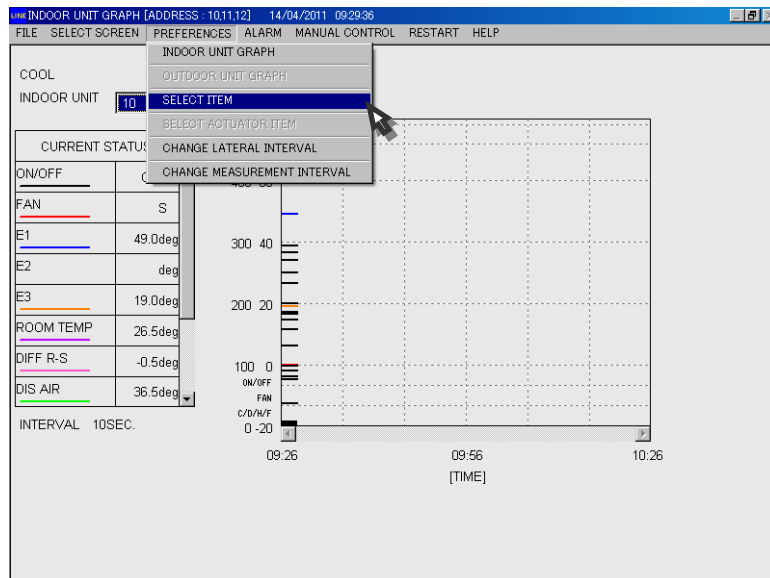 LINE INDOOR UNIT GRAPH [ADDRESS : 10,11,12] 14/04/2011 09:29:36
FILE SELECT SCREEN PREFERENCES ALARM MANUAL CONTROL RESTART HELP
INDOOR UNIT GRAPH
OUTDOOR UNIT GRAPH
SELECT ITEM
SELECT ACTUATOR ITEM
CHANGE LATERAL INTERVAL
CHANGE MEASUREMENT INTERVAL
COOL
INDOOR UNIT 10
CURRENT STATUS
ON/OFF
FAN S
E1 49.0deg
E2 deg
E3 19.0deg
ROOM TEMP 26.5deg
DIFF R-S -0.5deg
DIS AIR 36.5deg
INTERVAL 10SEC.
300 40
200 20
100 0
ON/OFF
FAN
C/D/H/F
0 -20
09:26 09:56 10:26
[TIME]